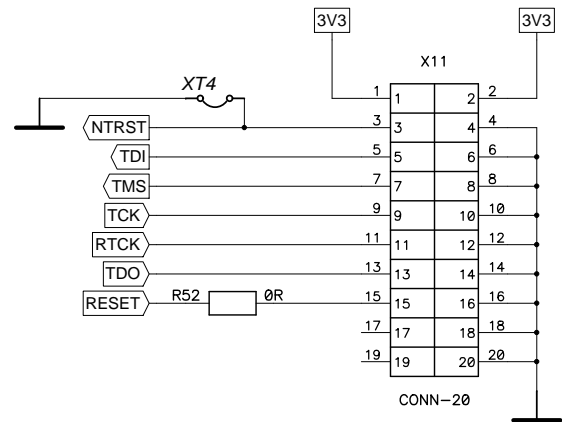 3V3 3V3
X11
XT4
1 1 2 2
NTRST 3 3 4 4
TDI 5 5 6 6
TMS 7 7 8 8
TCK 9 9 10 10
RTCK 11 11 12 12
TDO 13 13 14 14
RESET R52 0R 15 15 16 16
17 17 18 18
19 19 20 20
CONN-20